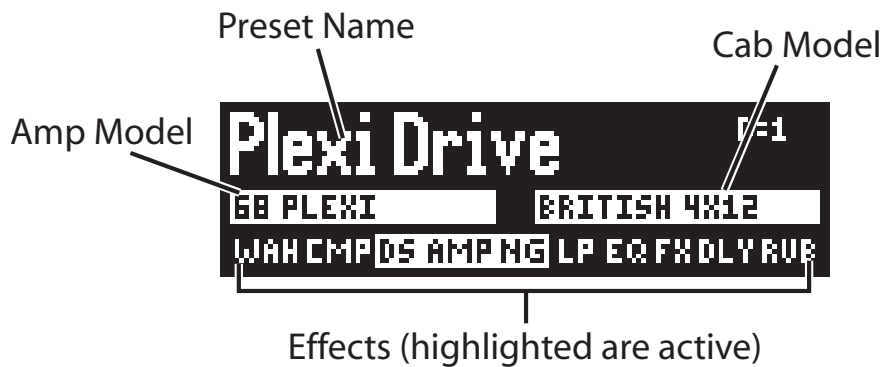 Preset Name
Cab Model
Amp Model
Plexi Drive
68 PLEXI BRITISH 4X12
WAH CMP DS AMP NG LP EQ FX DLY RVB
Effects (highlighted are active)